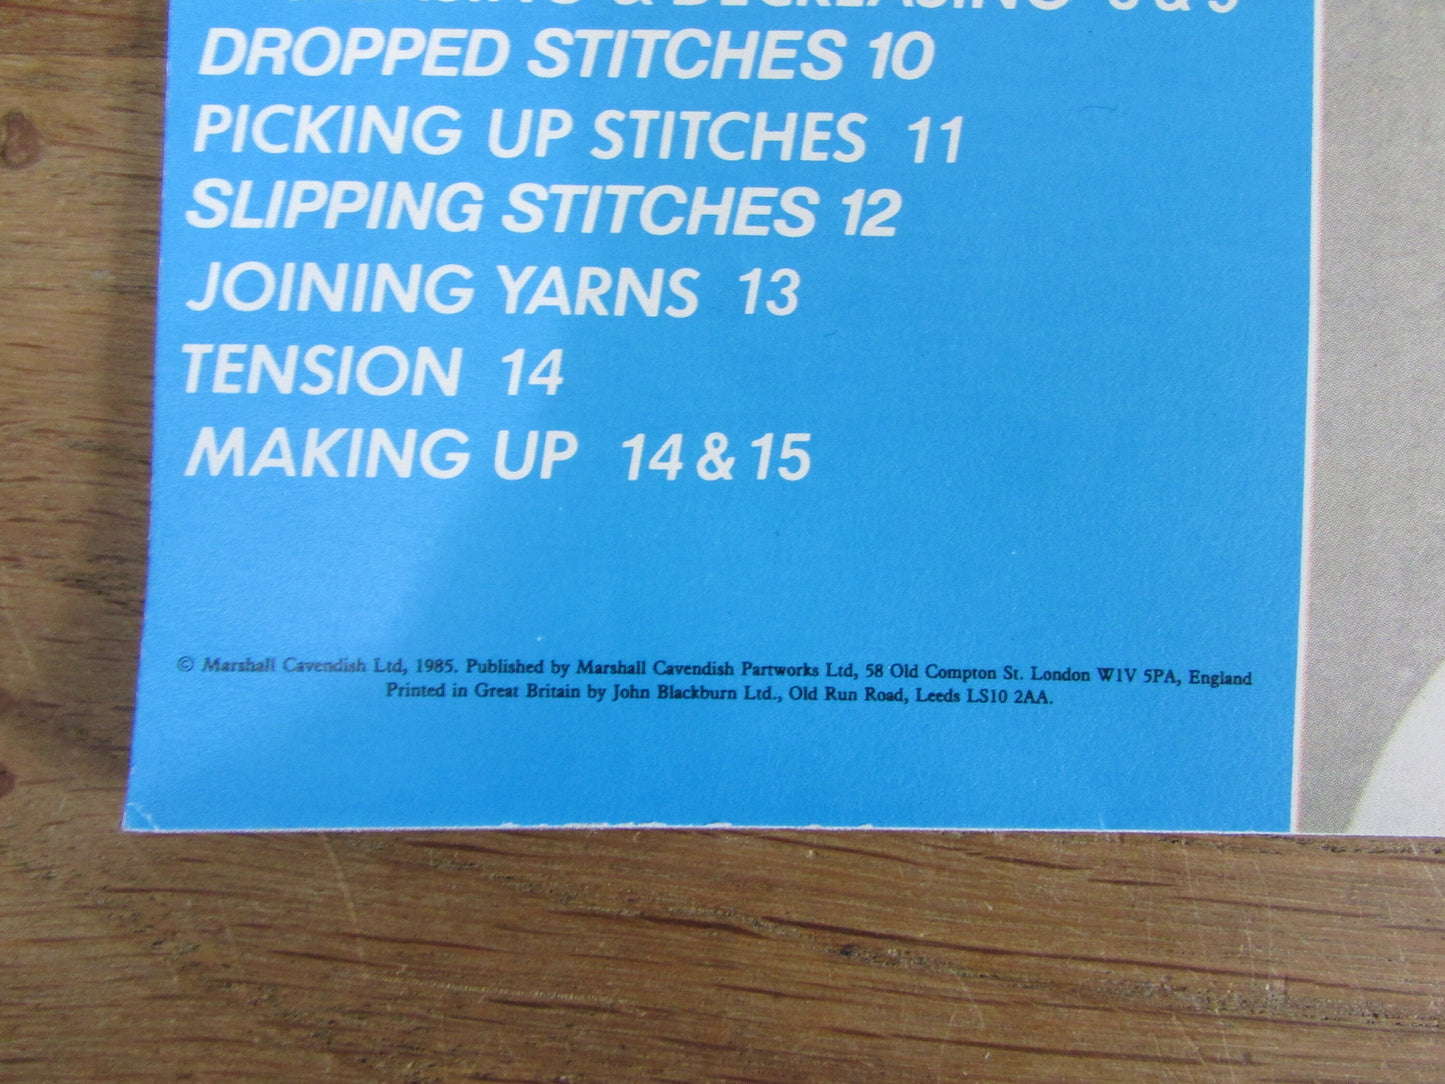 & DECREASING
DROPPED STITCHES 10
PICKING UP STITCHES 11
SLIPPING STITCHES 12
JOINING YARNS 13
TENSION 14
MAKING UP 14 & 15
© Marshall Cavendish Ltd, 1985. Published by Marshall Cavendish Partworks Ltd, 58 Old Compton St. London W1V 5PA, England
Printed in Great Britain by John Blackburn Ltd., Old Run Road, Leeds LS10 2AA.